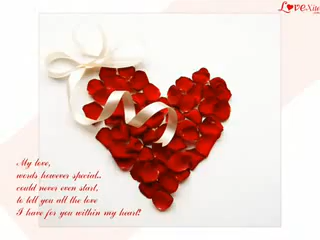 LoveXite
My love,
words however special..
could never even start,
to tell you all the love
I have for you within my heart!